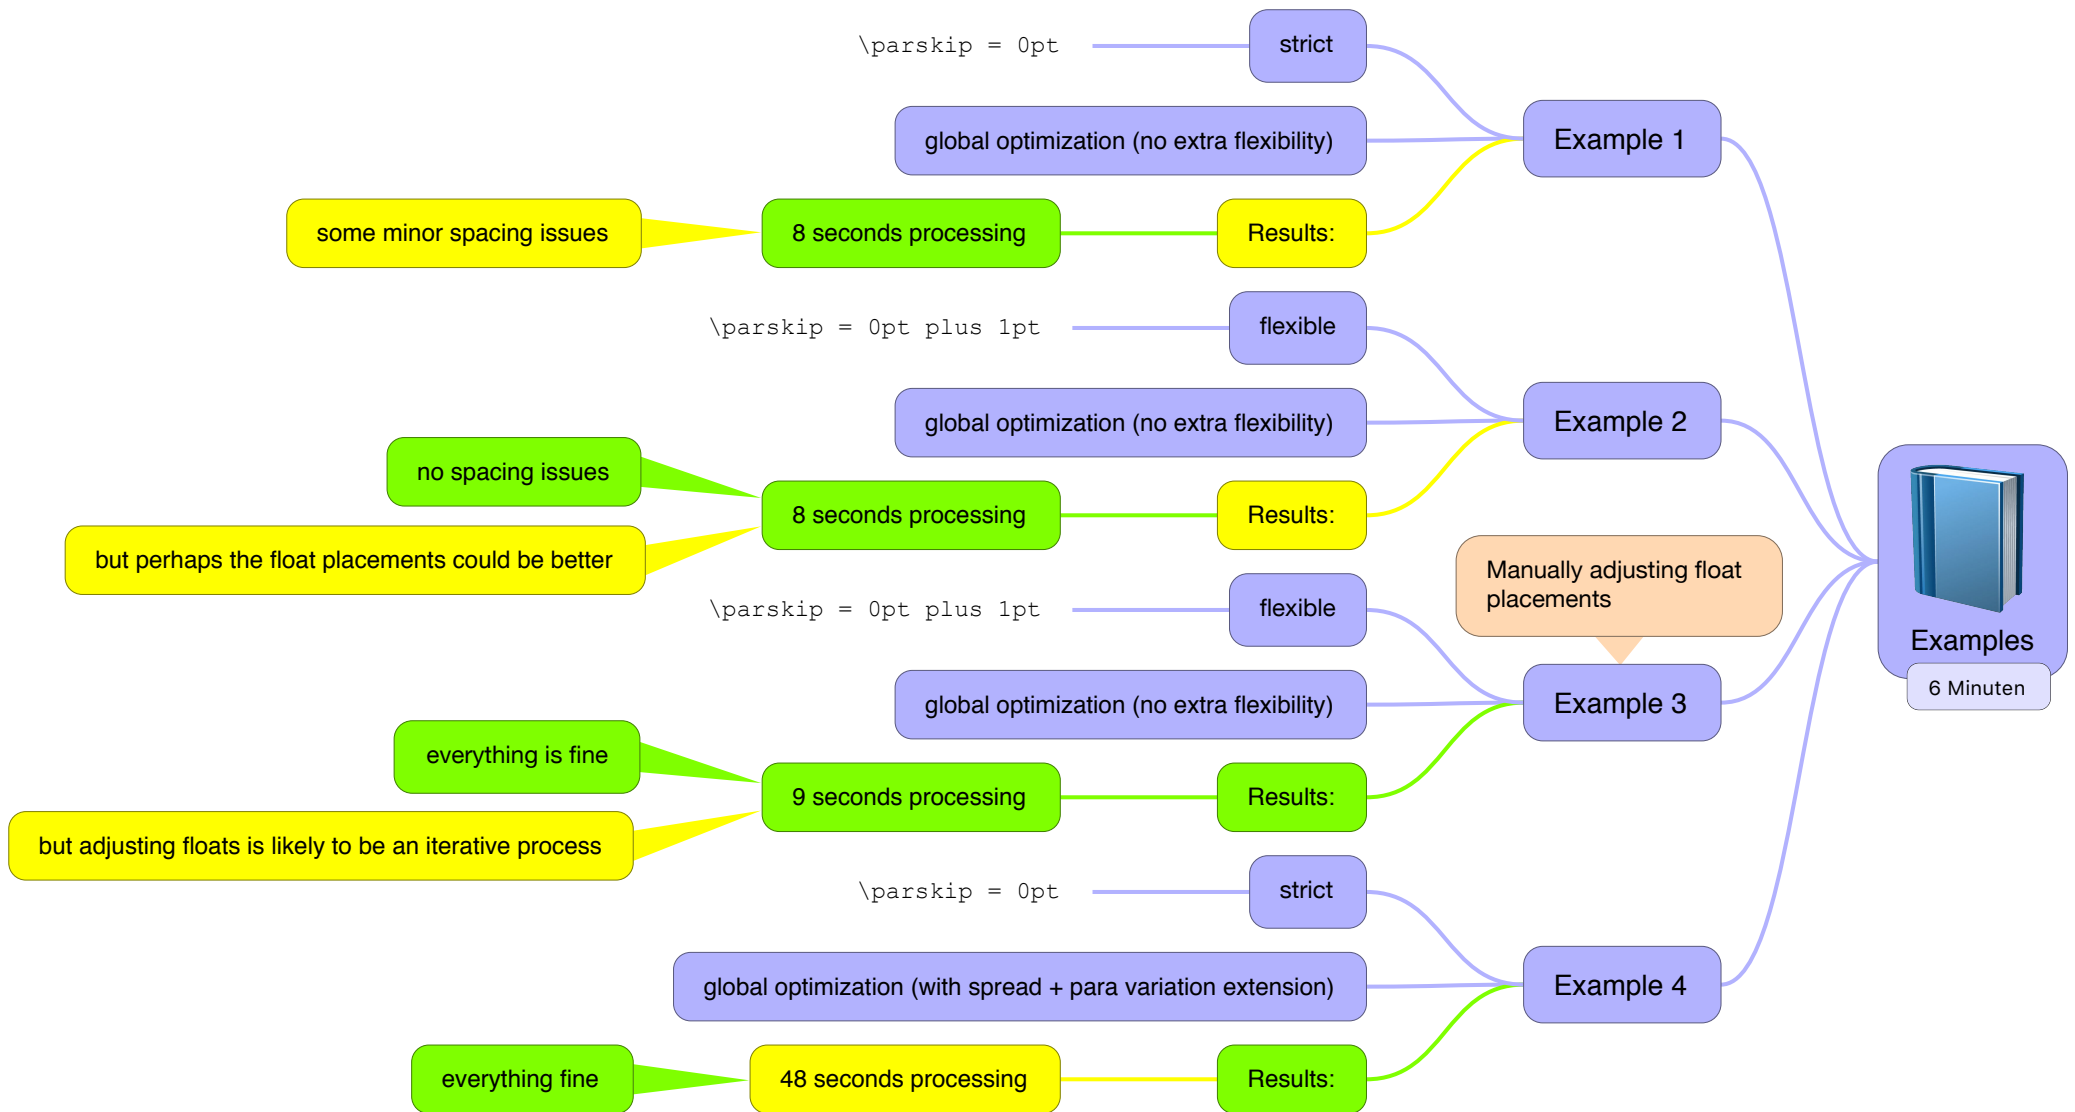 \parskip = 0pt
strict
global optimization (no extra flexibility)
Example 1
some minor spacing issues
8 seconds processing
Results:
\parskip = 0pt plus 1pt
flexible
global optimization (no extra flexibility)
Example 2
no spacing issues
but perhaps the float placements could be better
8 seconds processing
Results:
Manually adjusting float
placements
\parskip = 0pt plus 1pt
flexible
global optimization (no extra flexibility)
Example 3
everything is fine
but adjusting floats is likely to be an iterative process
9 seconds processing
Results:
\parskip = 0pt
strict
global optimization (with spread + para variation extension)
Example 4
everything fine
48 seconds processing
Results:
Examples
6 Minuten